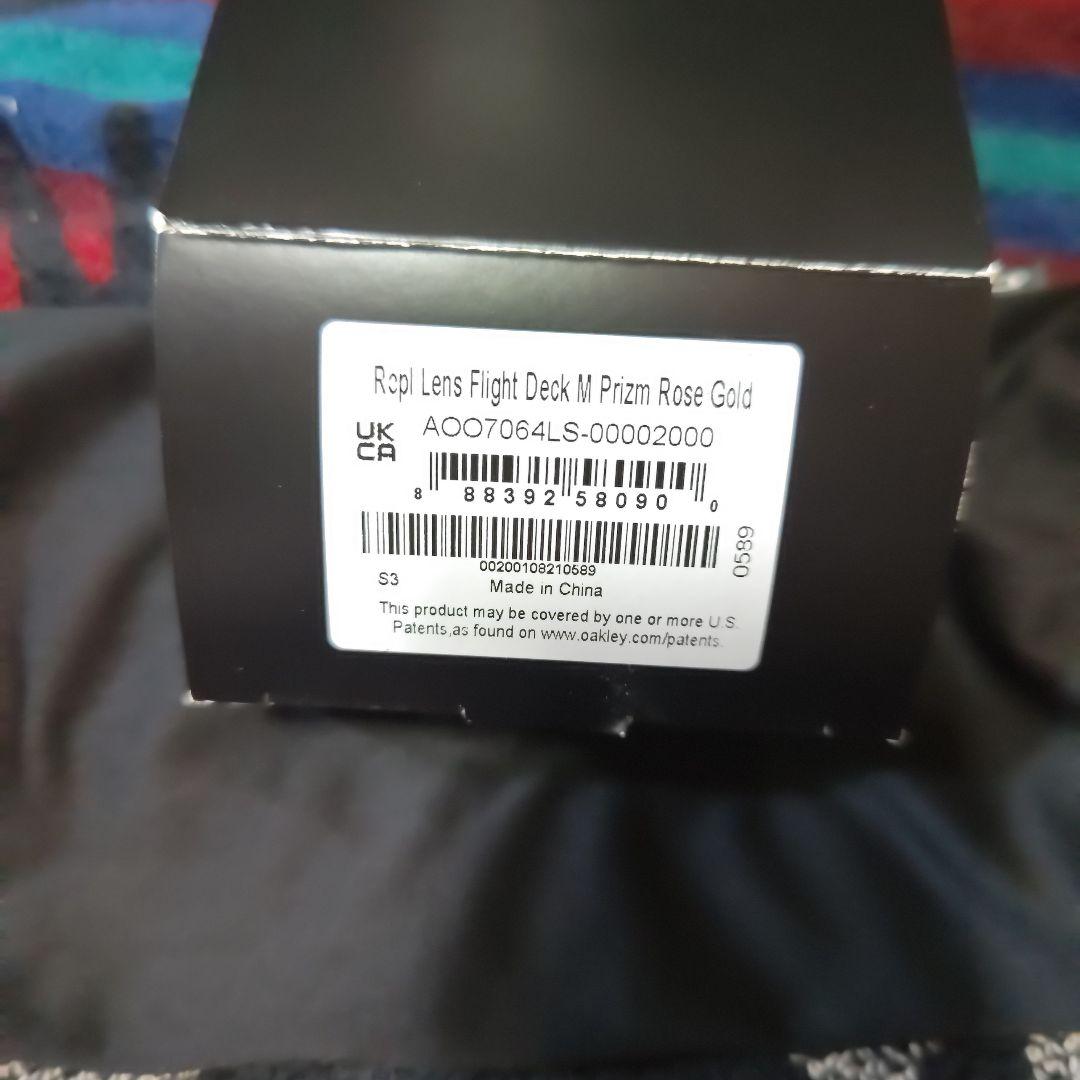 Repl Lens Flight Deck M Prizm Rose Gold
UK
CA
AOO7064LS-00002000
8 88392 58090 0
00200108210589
0589
S3
Made in China
This product may be covered by one or more U.S.
Patents,as found on www.oakley.com/patents.